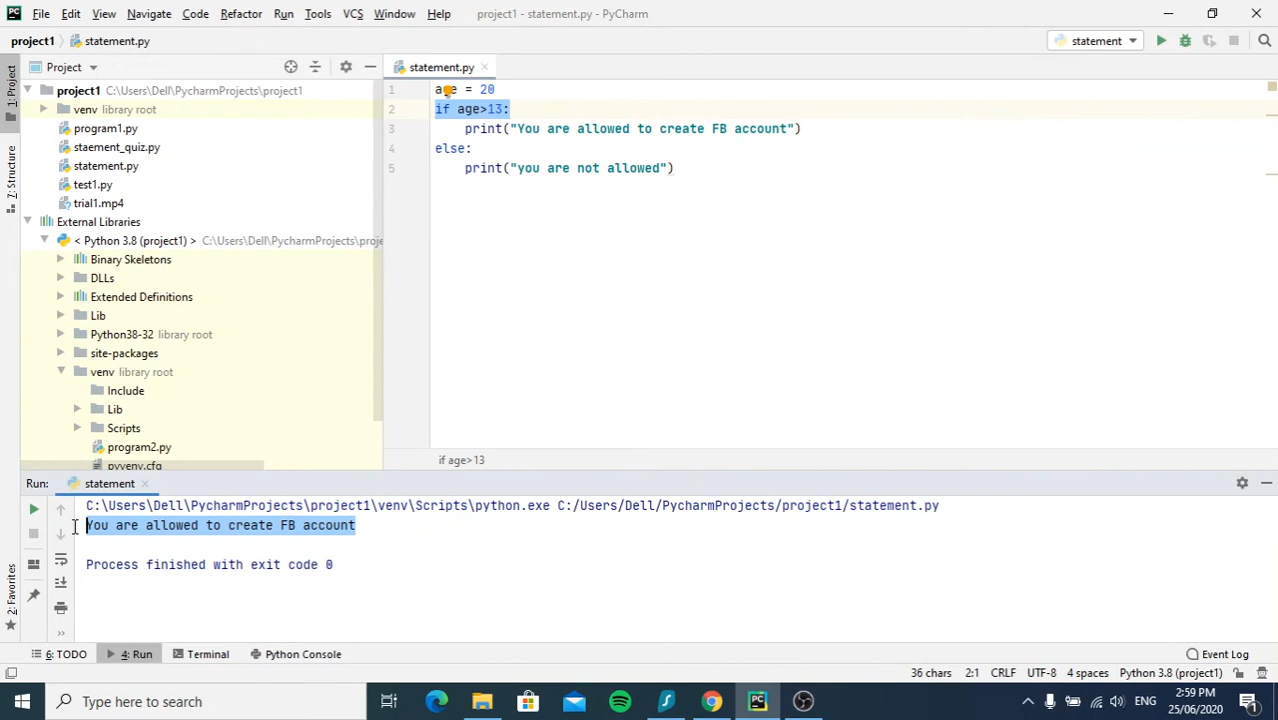 File Edit View Navigate Code Refactor Run Tools VCS Window Help project1 - statement.py - PyCharm
project1 statement.py statement
1: Project
7: Structure
2: Favorites
Project
project1 C:\Users\Dell\PycharmProjects\project1
venv library root
program1.py
staement_quiz.py
statement.py
test1.py
trial1.mp4
External Libraries
< Python 3.8 (project1) > C:\Users\Dell\PycharmProjects\proje
Binary Skeletons
DLLs
Extended Definitions
Lib
Python38-32 library root
site-packages
venv library root
Include
Lib
Scripts
program2.py
pyvenv.cfg
statement.py
1 age = 20
2 if age>13:
3 print("You are allowed to create FB account")
4 else:
5 print("you are not allowed")
if age>13
Run: statement
C:\Users\Dell\PycharmProjects\project1\venv\Scripts\python.exe C:/Users/Dell/PycharmProjects/project1/statement.py
You are allowed to create FB account
Process finished with exit code 0
6: TODO 4: Run Terminal Python Console Event Log
36 chars 2:1 CRLF UTF-8 4 spaces Python 3.8 (project1)
Type here to search ENG 2:59 PM
25/06/2020 1